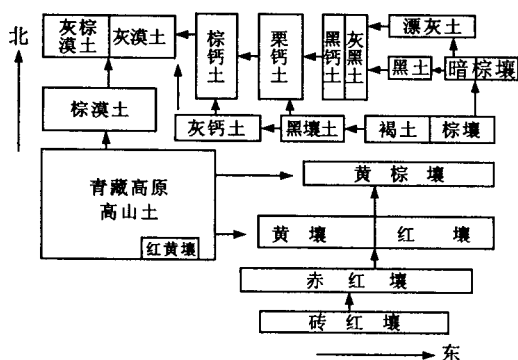 北
灰棕漠土
灰漠土
棕钙土
栗钙土
黑钙土
灰黑土
漂灰土
黑土
暗棕壤
棕漠土
灰钙土
黑壤土
褐土
棕壤
青藏高原
高山土
红黄壤
黄棕壤
黄壤
红壤
赤红壤
砖红壤
东